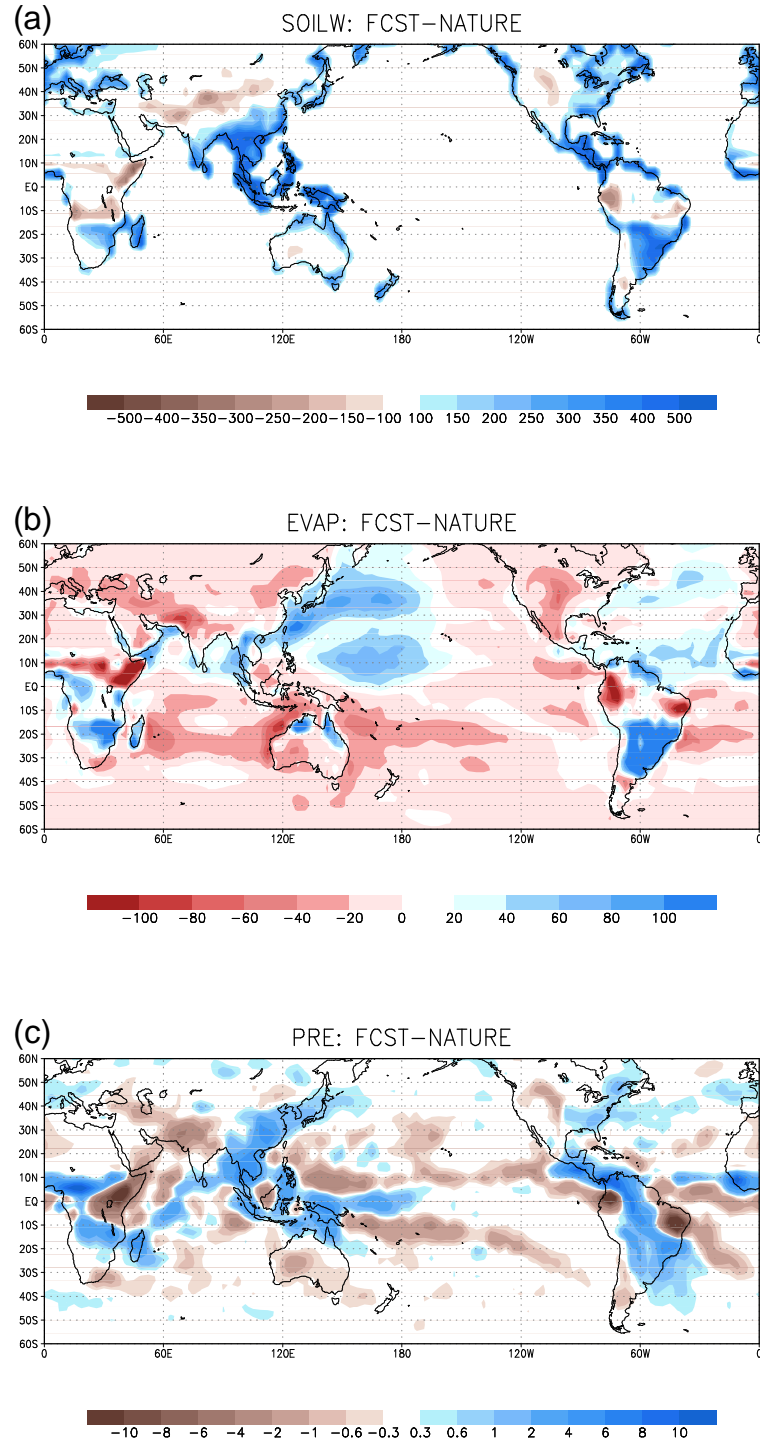 (a)
SOILW: FCST−NATURE
60N
50N
40N
30N
20N
10N
EQ
10S
20S
30S
40S
50S
60S
0 60E 120E 180 120W 60W 0
−500−400−350−300−250−200−150−100 100 150 200 250 300 350 400 500
(b)
EVAP: FCST−NATURE
60N
50N
40N
30N
20N
10N
EQ
10S
20S
30S
40S
50S
60S
0 60E 120E 180 120W 60W 0
−100 −80 −60 −40 −20 0 20 40 60 80 100
(c)
PRE: FCST−NATURE
60N
50N
40N
30N
20N
10N
EQ
10S
20S
30S
40S
50S
60S
0 60E 120E 180 120W 60W 0
−10 −8 −6 −4 −2 −1 −0.6 −0.3 0.3 0.6 1 2 4 6 8 10